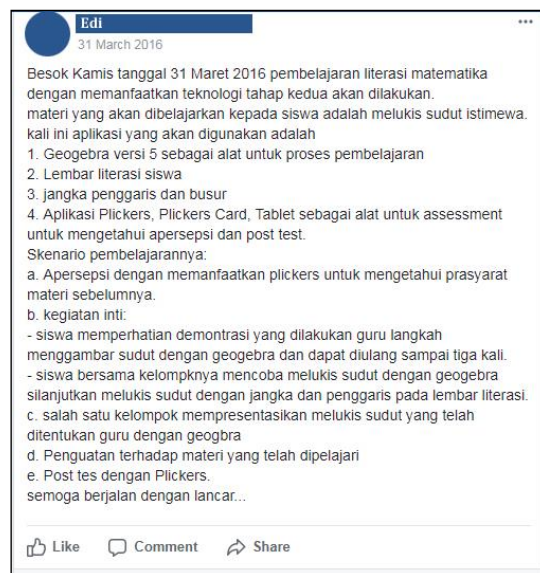 Edi
31 March 2016
Besok Kamis tanggal 31 Maret 2016 pembelajaran literasi matematika
dengan memanfaatkan teknologi tahap kedua akan dilakukan.
materi yang akan dibelajarkan kepada siswa adalah melukis sudut istimewa.
kali ini aplikasi yang akan digunakan adalah
1. Geogebra versi 5 sebagai alat untuk proses pembelajaran
2. Lembar literasi siswa
3. jangka penggaris dan busur
4. Aplikasi Plickers, Plickers Card, Tablet sebagai alat untuk assessment
untuk mengetahui apersepsi dan post test.
Skenario pembelajarannya:
a. Apersepsi dengan memanfaatkan plickers untuk mengetahui prasyarat
materi sebelumnya.
b. kegiatan inti:
- siswa memperhatian demontrasi yang dilakukan guru langkah
menggambar sudut dengan geogebra dan dapat diulang sampai tiga kali.
- siswa bersama kelompknya mencoba melukis sudut dengan geogebra
silanjutkan melukis sudut dengan jangka dan penggaris pada lembar literasi.
c. salah satu kelompok mempresentasikan melukis sudut yang telah
ditentukan guru dengan geogbra
d. Penguatan terhadap materi yang telah dipelajari
e. Post tes dengan Plickers.
semoga berjalan dengan lancar...
Like Comment Share